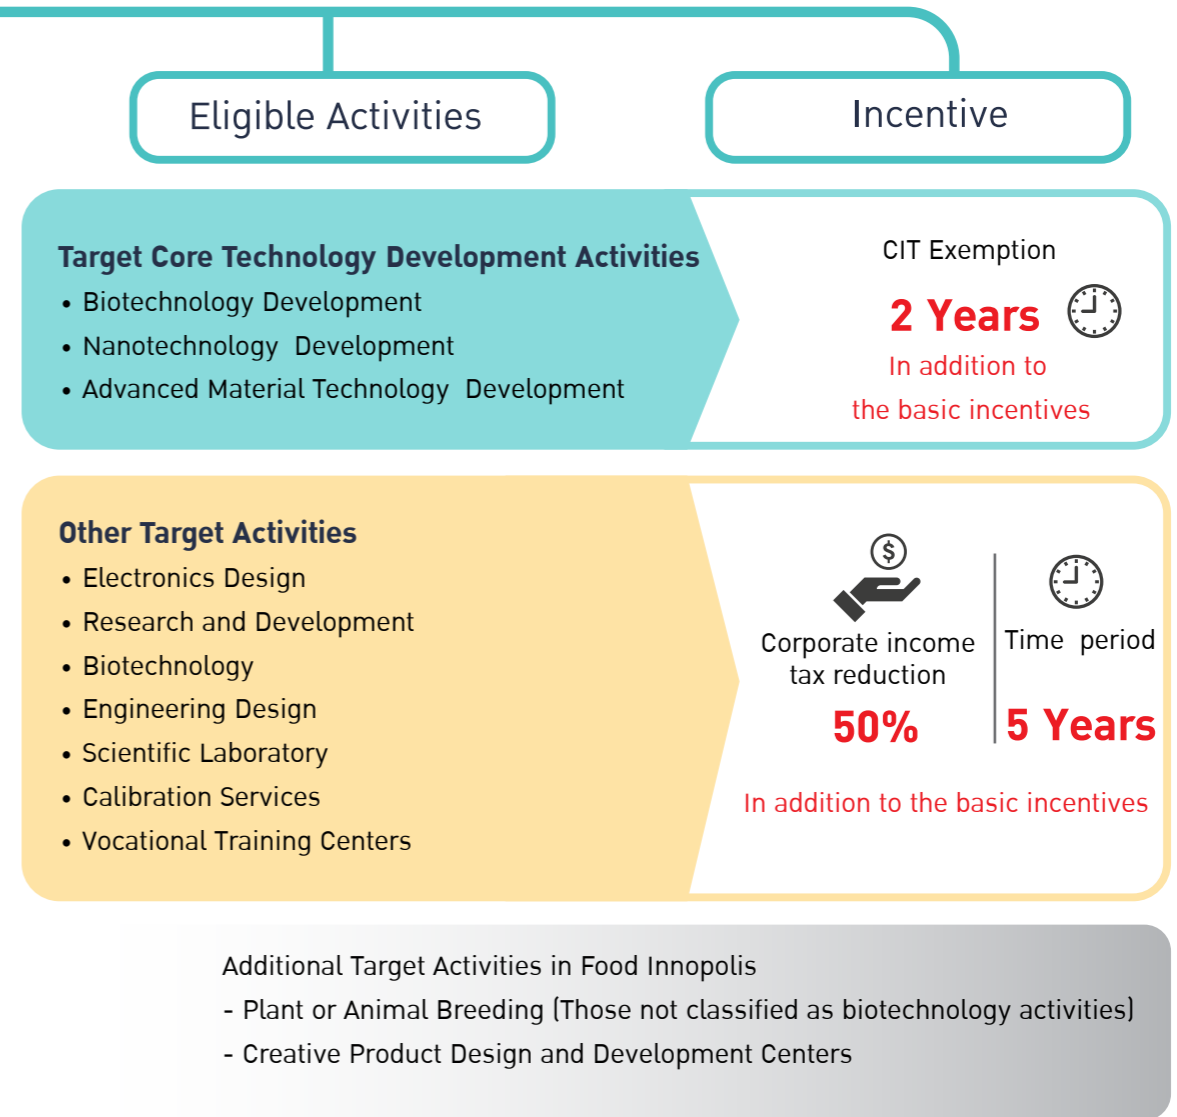 Eligible Activities
Incentive
Target Core Technology Development Activities
• Biotechnology Development
• Nanotechnology Development
• Advanced Material Technology Development
CIT Exemption
2 Years
In addition to
the basic incentives
Other Target Activities
• Electronics Design
• Research and Development
• Biotechnology
• Engineering Design
• Scientific Laboratory
• Calibration Services
• Vocational Training Centers
$
Corporate income
tax reduction
50%
Time period
5 Years
In addition to the basic incentives
Additional Target Activities in Food Innopolis
- Plant or Animal Breeding (Those not classified as biotechnology activities)
- Creative Product Design and Development Centers